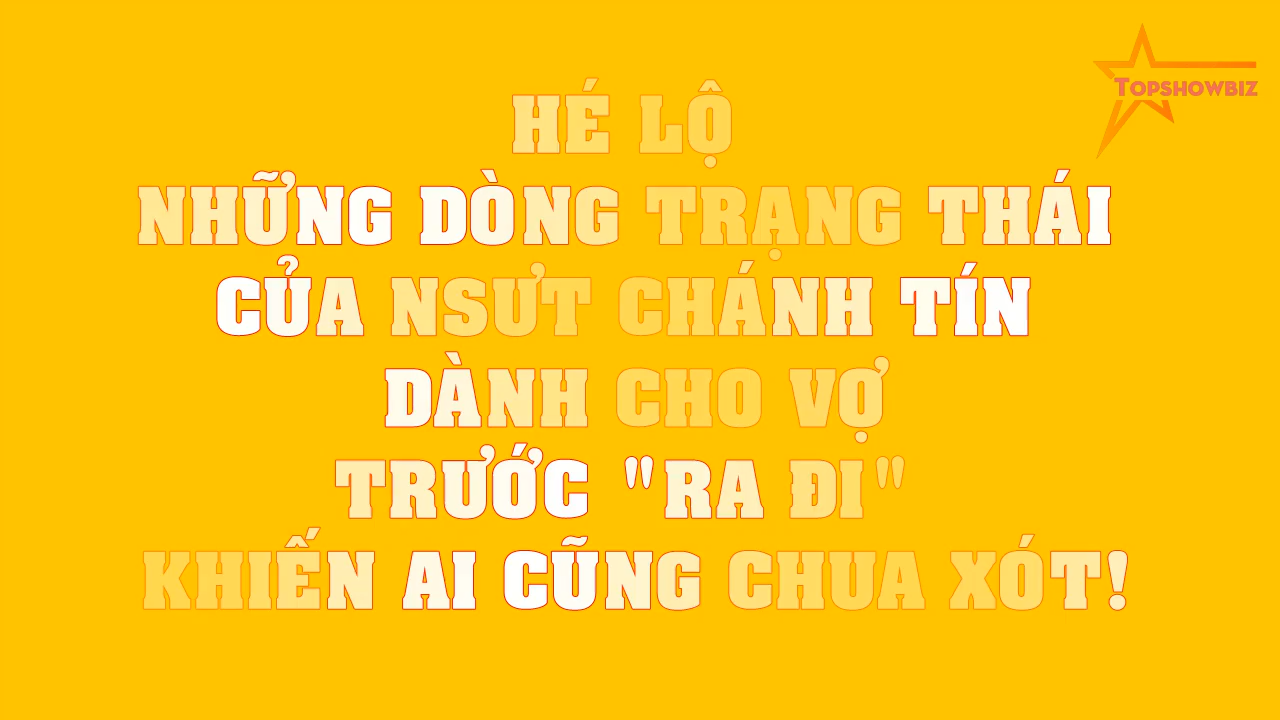 TOPSHOWBIZ
HÉ LỘ
NHỮNG DÒNG TRẠNG THÁI
CỦA NSƯT CHÁNH TÍN
DÀNH CHO VỢ
TRƯỚC "RA ĐI"
KHIẾN AI CŨNG CHUA XÓT!